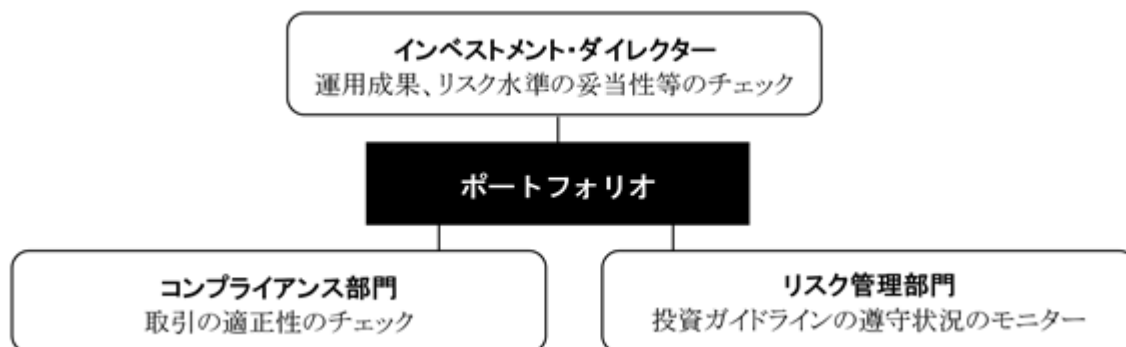 インベストメント・ダイレクター
運用成果、リスク水準の妥当性等のチェック
ポートフォリオ
コンプライアンス部門
取引の適正性のチェック
リスク管理部門
投資ガイドラインの遵守状況のモニター